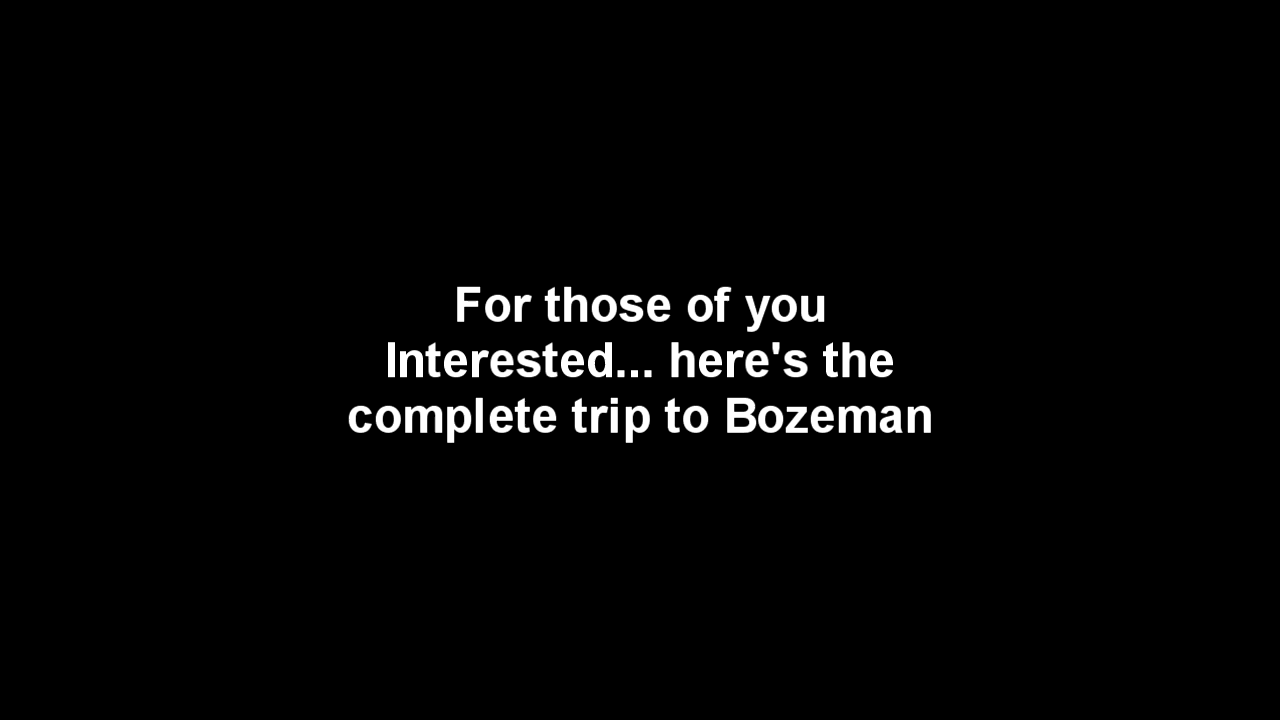 For those of you
Interested... here's the
complete trip to Bozeman